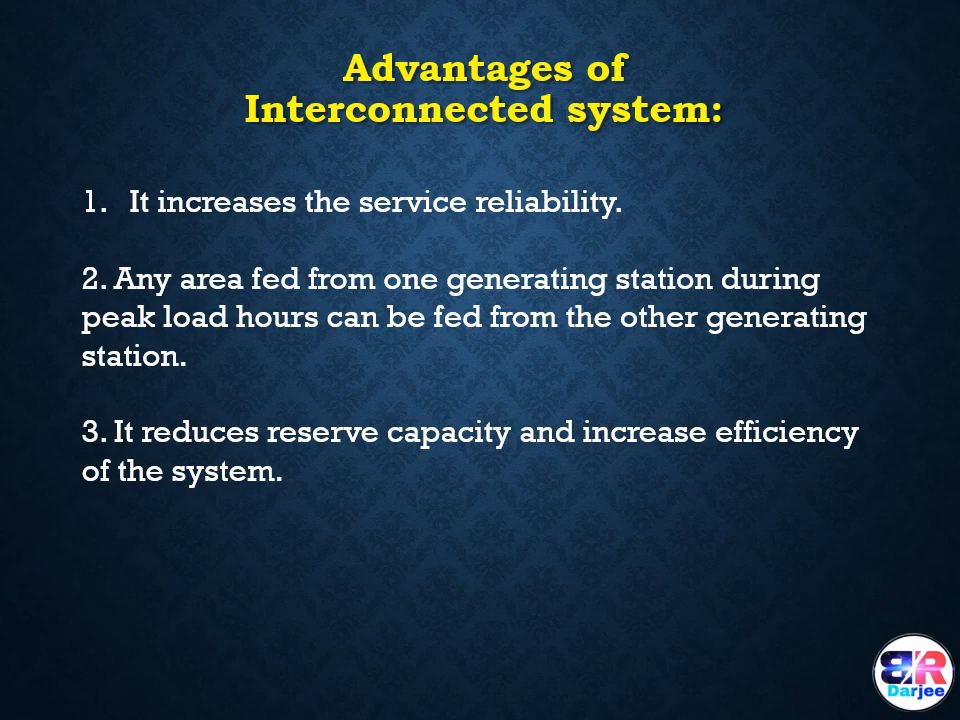 Advantages of
Interconnected system:
1. It increases the service reliability.
2. Any area fed from one generating station during
peak load hours can be fed from the other generating
station.
3. It reduces reserve capacity and increase efficiency
of the system.
BR
Darjee